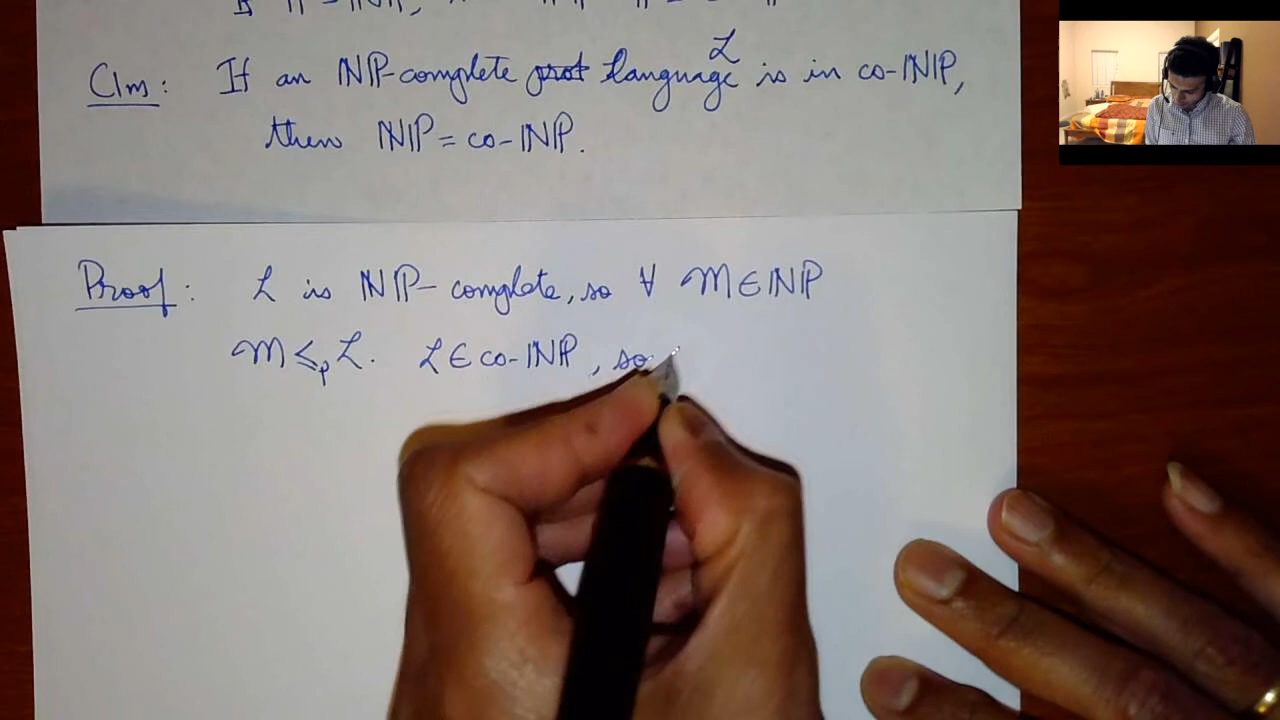 Clm: If an NP-complete language L is in co-NP,
then NP = co-NP.
Proof: L is NP-complete, so ∀ M ∈ NP
M ≤p L. L ∈ co-NP, so